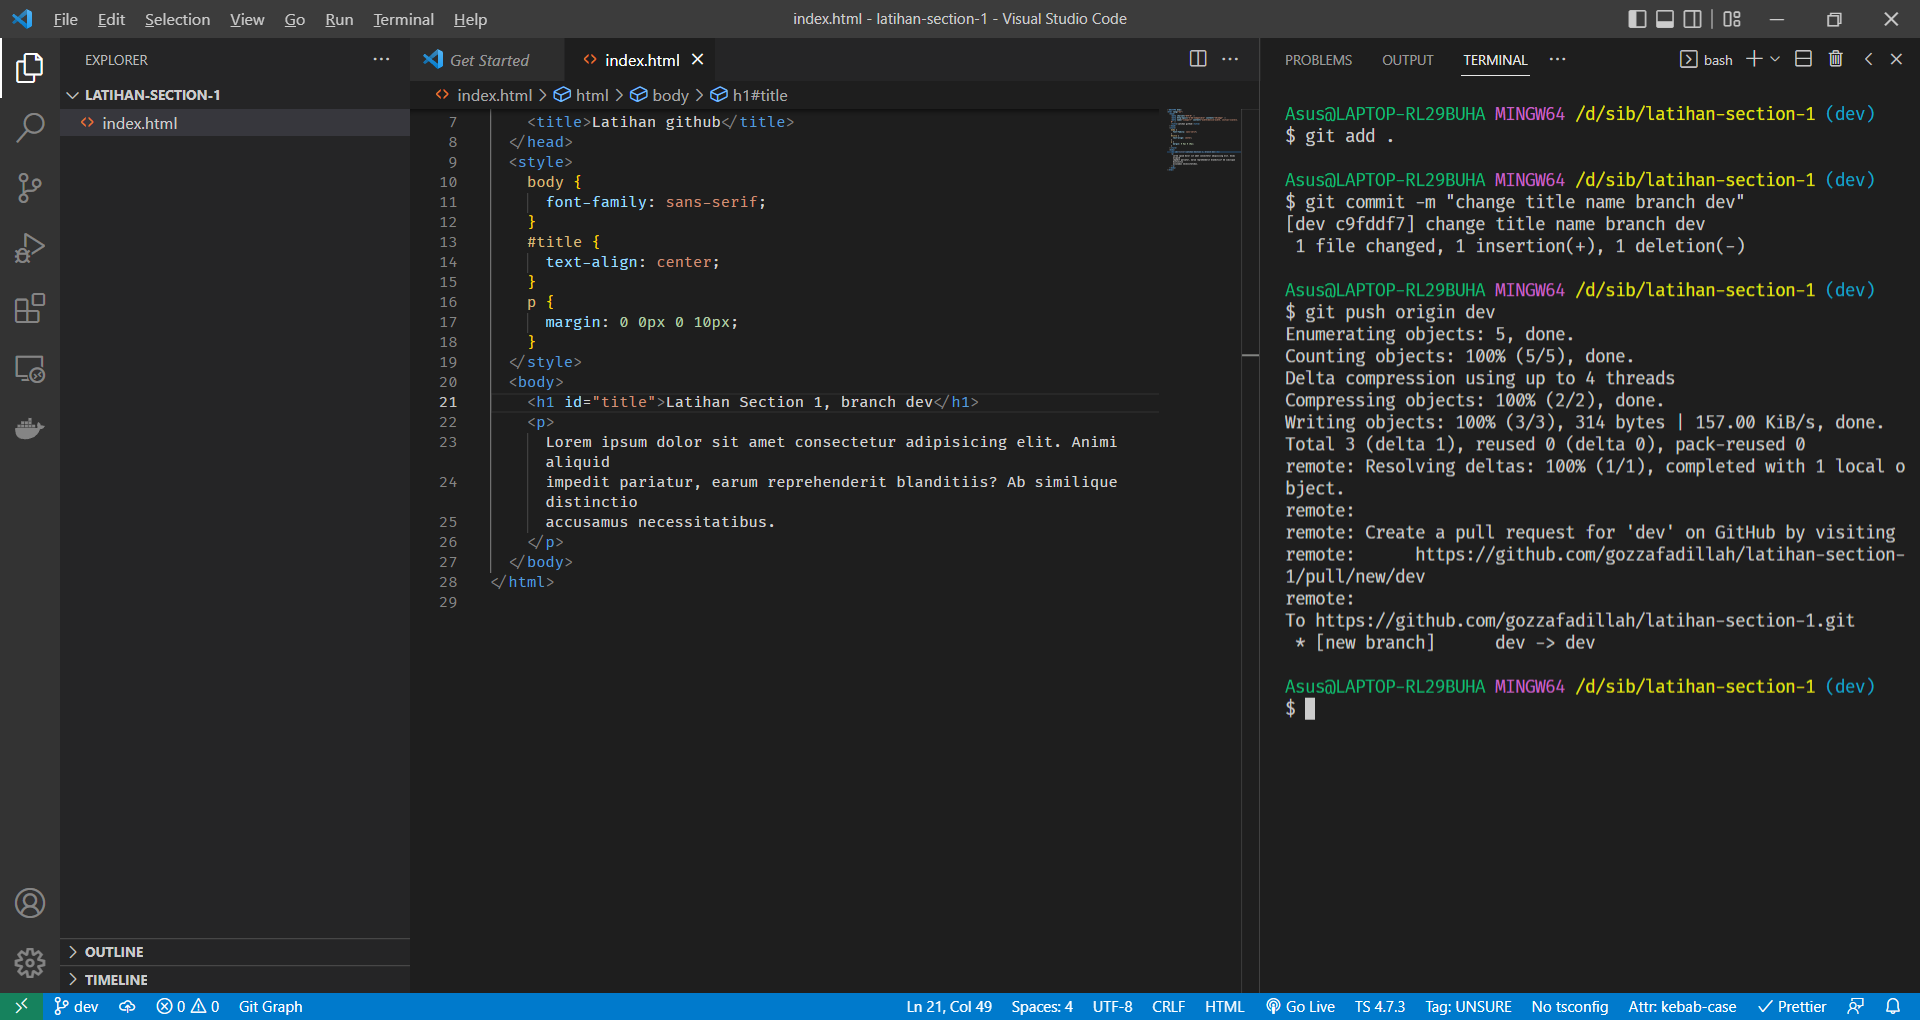 File Edit Selection View Go Run Terminal Help
index.html - latihan-section-1 - Visual Studio Code
EXPLORER
LATIHAN-SECTION-1
index.html
OUTLINE
TIMELINE
Get Started
index.html
index.html > html > body > h1#title
7 <title>Latihan github</title>
8 </head>
9 <style>
10 body {
11 font-family: sans-serif;
12 }
13 #title {
14 text-align: center;
15 }
16 p {
17 margin: 0 0px 0 10px;
18 }
19 </style>
20 <body>
21 <h1 id="title">Latihan Section 1, branch dev</h1>
22 <p>
23 Lorem ipsum dolor sit amet consectetur adipisicing elit. Animi
aliquid
24 impedit pariatur, earum reprehenderit blanditiis? Ab similique
distinctio
25 accusamus necessitatibus.
26 </p>
27 </body>
28 </html>
29
PROBLEMS OUTPUT TERMINAL
bash
Asus@LAPTOP-RL29BUHA MINGW64 /d/sib/latihan-section-1 (dev)
$ git add .
Asus@LAPTOP-RL29BUHA MINGW64 /d/sib/latihan-section-1 (dev)
$ git commit -m "change title name branch dev"
[dev c9fddf7] change title name branch dev
1 file changed, 1 insertion(+), 1 deletion(-)
Asus@LAPTOP-RL29BUHA MINGW64 /d/sib/latihan-section-1 (dev)
$ git push origin dev
Enumerating objects: 5, done.
Counting objects: 100% (5/5), done.
Delta compression using up to 4 threads
Compressing objects: 100% (2/2), done.
Writing objects: 100% (3/3), 314 bytes | 157.00 KiB/s, done.
Total 3 (delta 1), reused 0 (delta 0), pack-reused 0
remote: Resolving deltas: 100% (1/1), completed with 1 local o
bject.
remote:
remote: Create a pull request for 'dev' on GitHub by visiting
remote: https://github.com/gozzafadillah/latihan-section-
1/pull/new/dev
remote:
To https://github.com/gozzafadillah/latihan-section-1.git
* [new branch] dev -> dev
Asus@LAPTOP-RL29BUHA MINGW64 /d/sib/latihan-section-1 (dev)
$
dev 0 0 Git Graph Ln 21, Col 49 Spaces: 4 UTF-8 CRLF HTML Go Live TS 4.7.3 Tag: UNSURE No tsconfig Attr: kebab-case Prettier